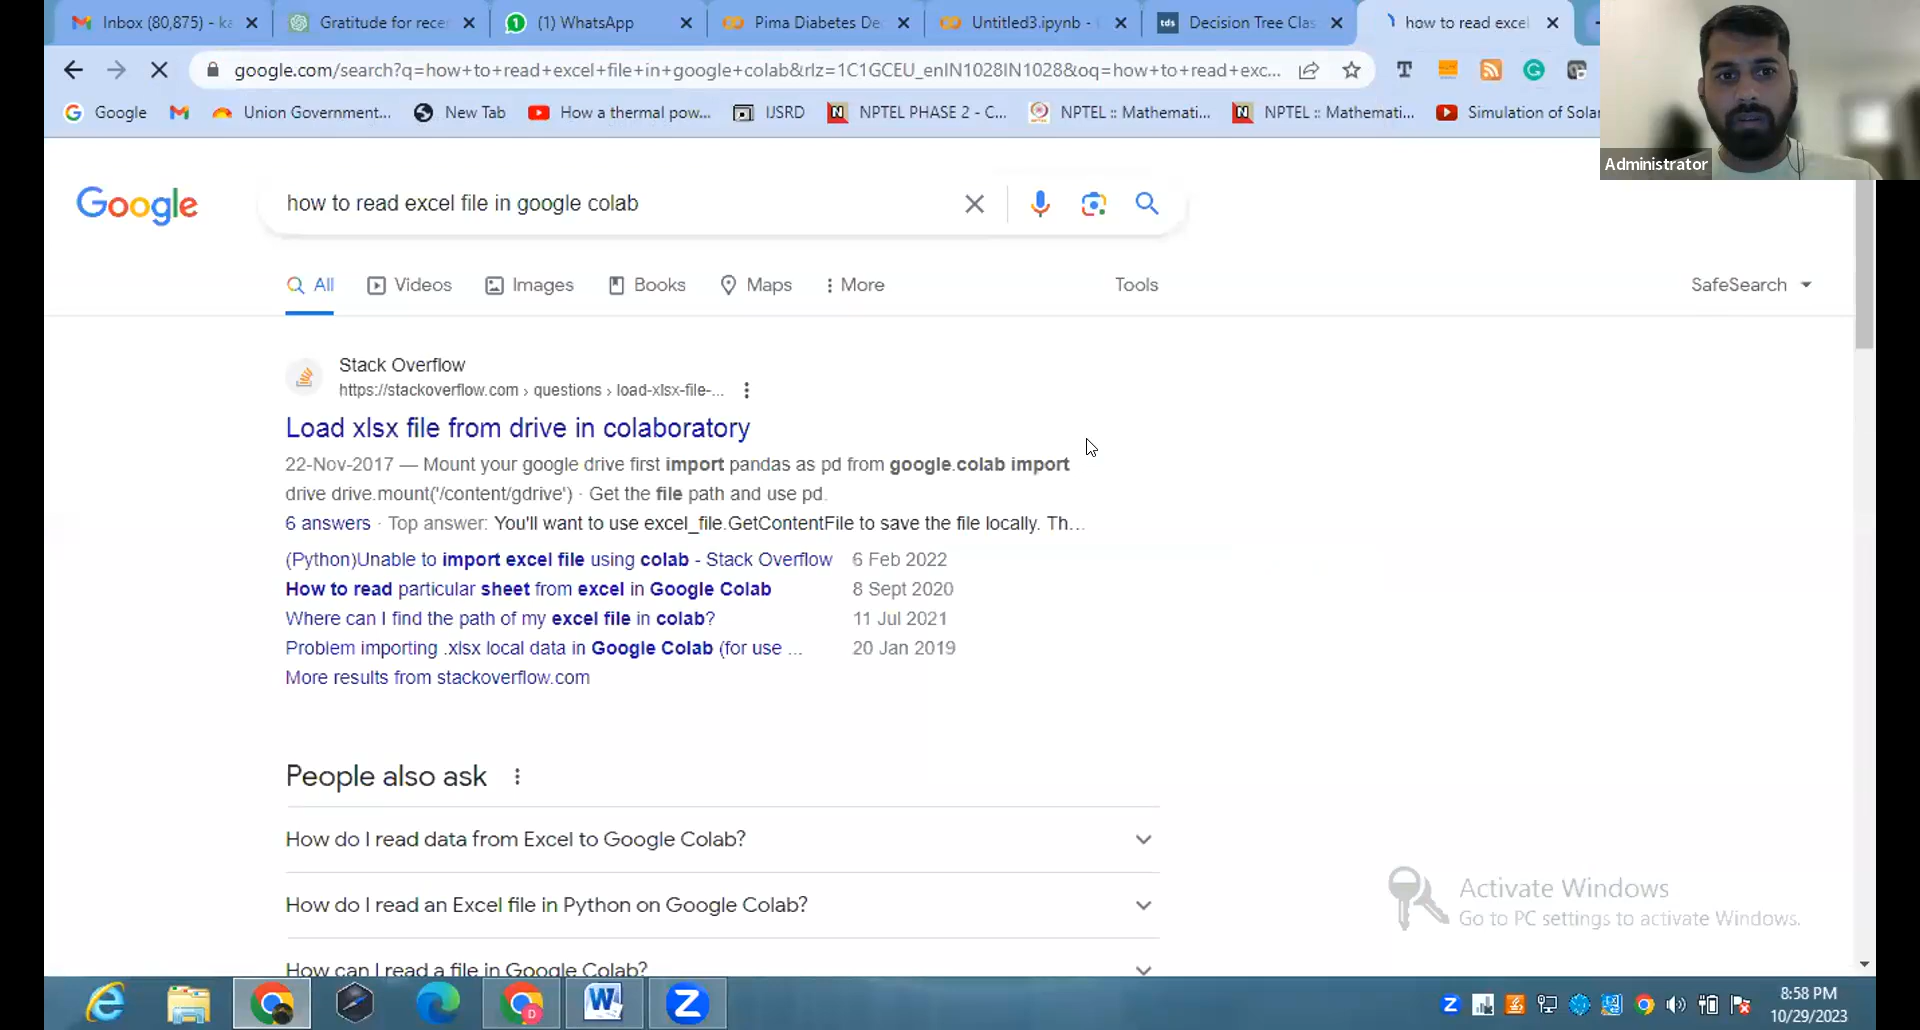 Inbox (80,875) - ka
Gratitude for rece
(1) WhatsApp
Pima Diabetes De
Untitled3.ipynb -
Decision Tree Clas
how to read excel
google.com/search?q=how+to+read+excel+file+in+google+colab&rlz=1C1GCEU_enIN1028IN1028&oq=how+to+read+exc...
Google
Union Government...
New Tab
How a thermal pow...
IJSRD
NPTEL PHASE 2 - C...
NPTEL :: Mathemati...
NPTEL :: Mathemati...
Simulation of Solar
Administrator
Google
how to read excel file in google colab
All
Videos
Images
Books
Maps
More
Tools
SafeSearch
Stack Overflow
https://stackoverflow.com › questions › load-xlsx-file-...
Load xlsx file from drive in colaboratory
22-Nov-2017 — Mount your google drive first import pandas as pd from google.colab import
drive drive.mount('/content/gdrive') · Get the file path and use pd.
6 answers · Top answer: You'll want to use excel_file.GetContentFile to save the file locally. Th...
(Python)Unable to import excel file using colab - Stack Overflow 6 Feb 2022
How to read particular sheet from excel in Google Colab 8 Sept 2020
Where can I find the path of my excel file in colab? 11 Jul 2021
Problem importing .xlsx local data in Google Colab (for use ... 20 Jan 2019
More results from stackoverflow.com
People also ask
How do I read data from Excel to Google Colab?
How do I read an Excel file in Python on Google Colab?
How can I read a file in Google Colab?
Activate Windows
Go to PC settings to activate Windows.
8:58 PM
10/29/2023